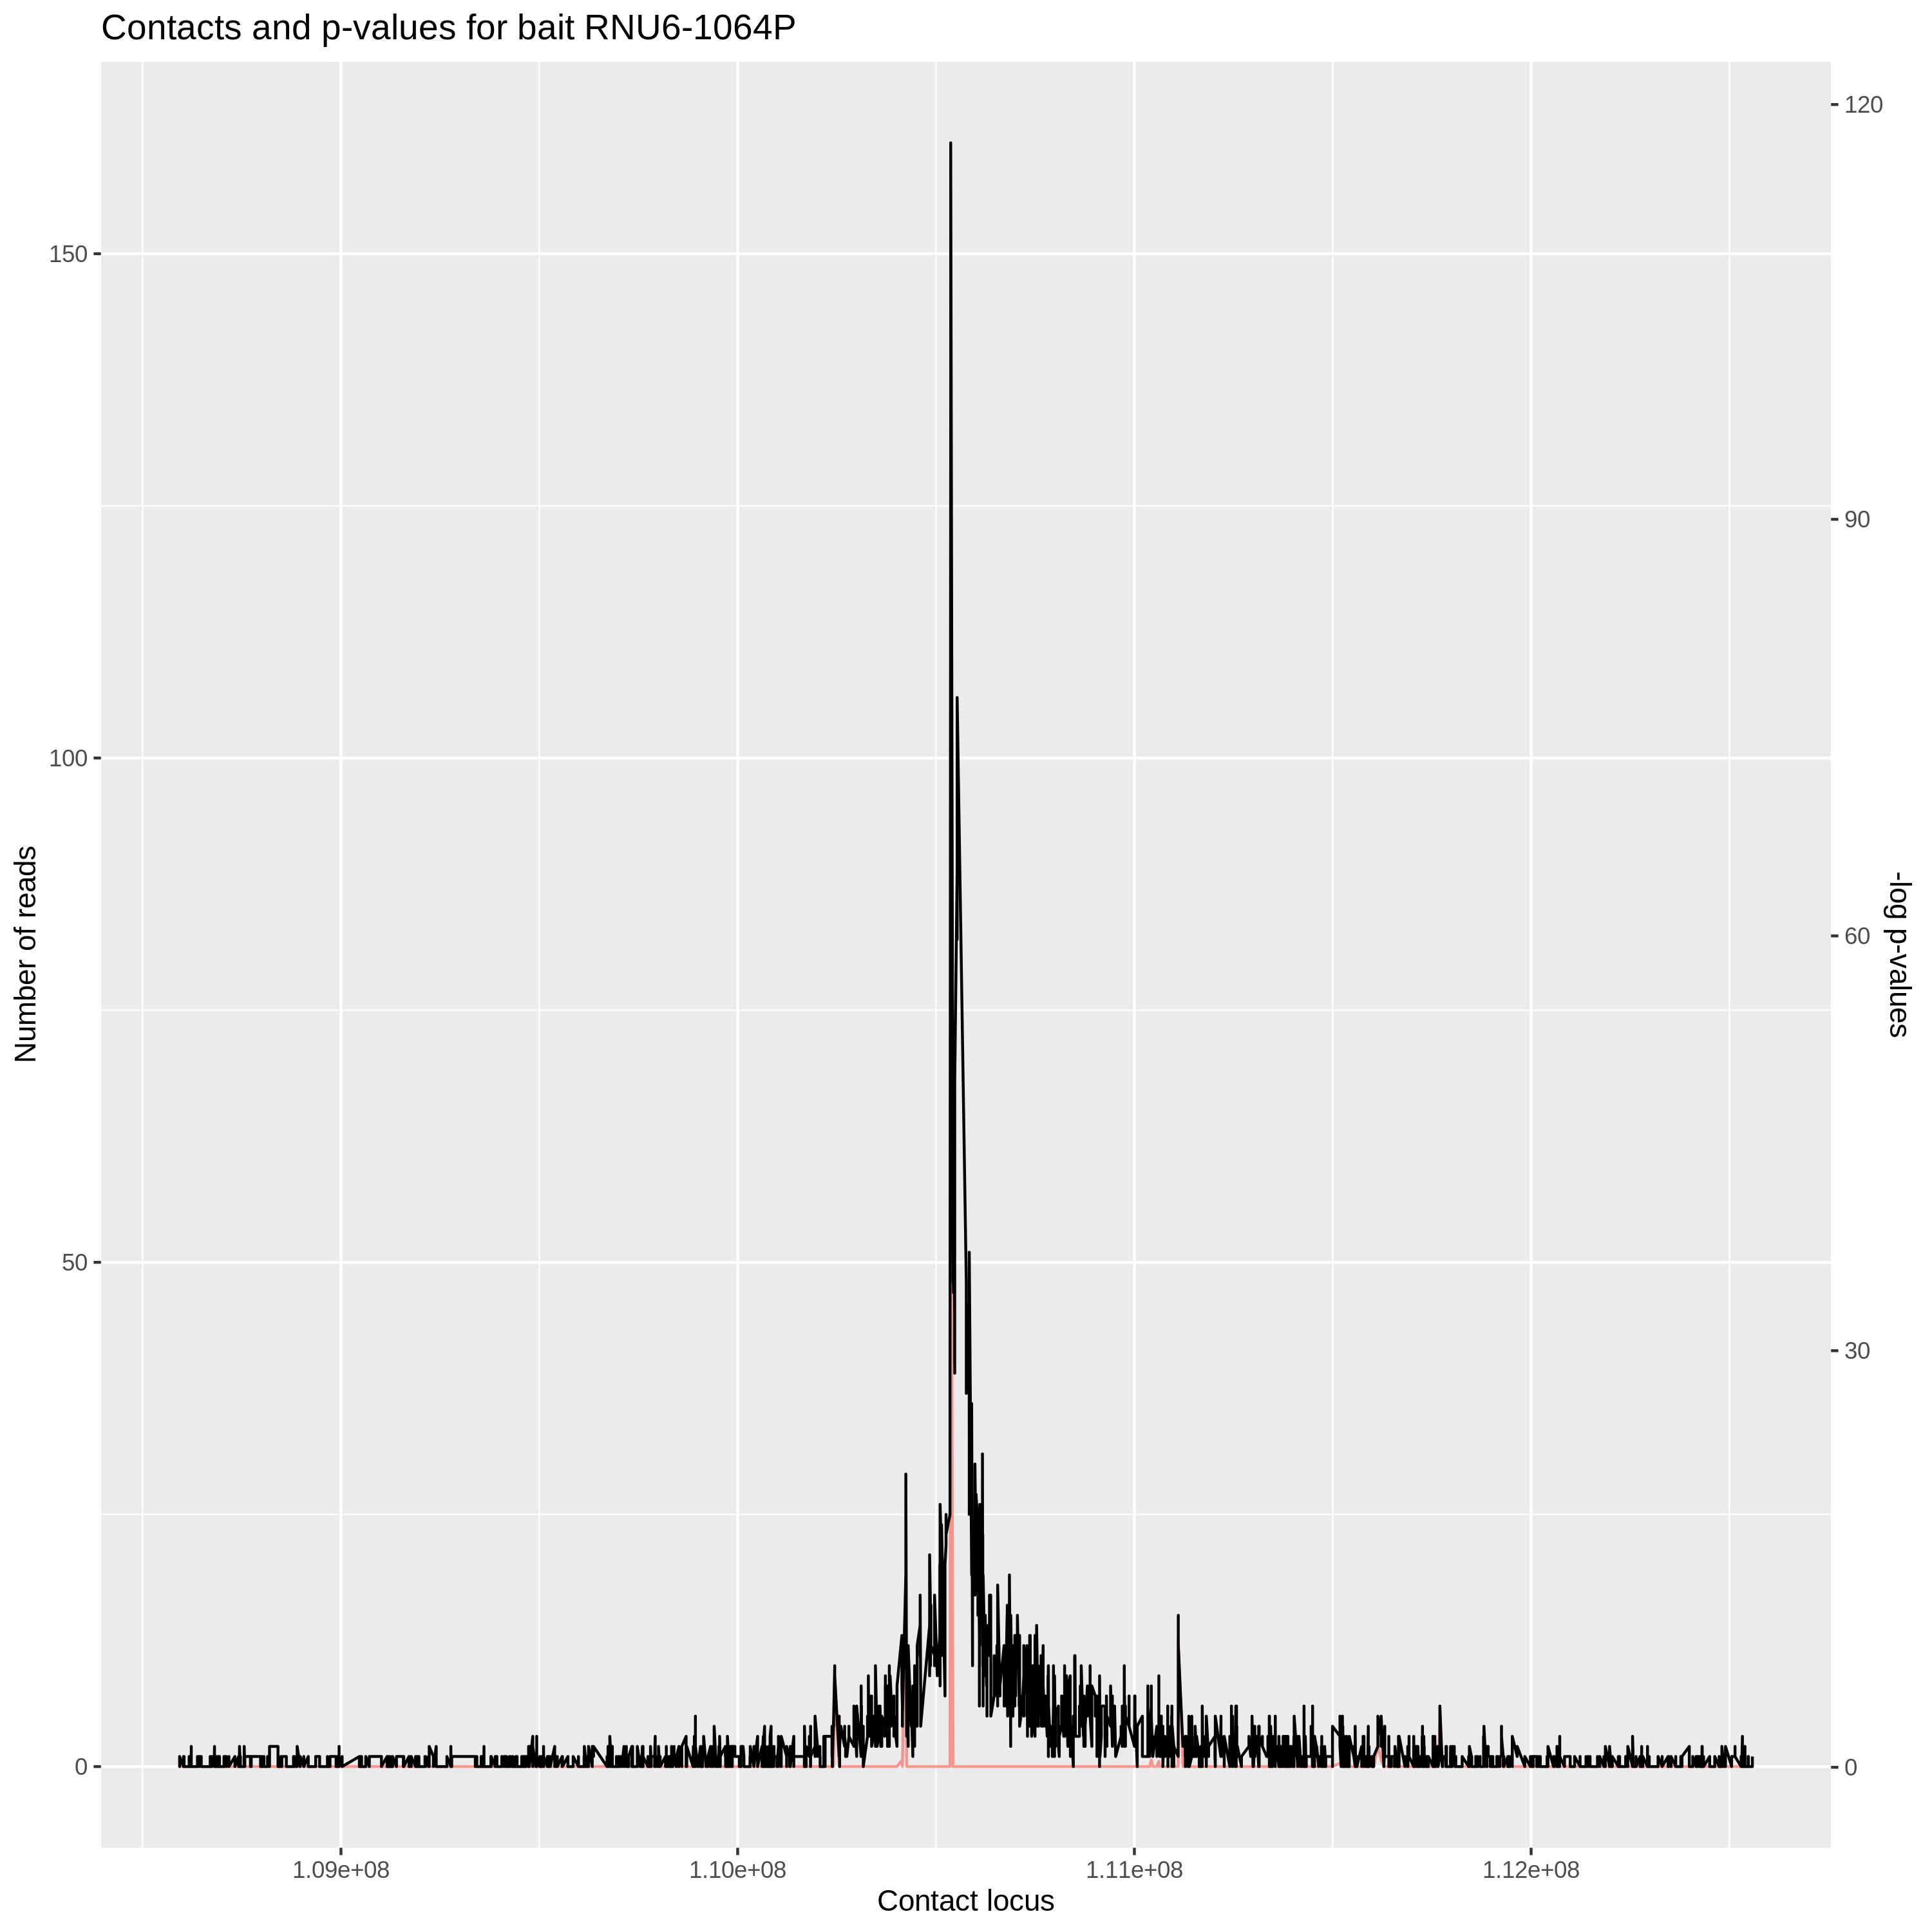 Contacts and p-values for bait RNU6-1064P
120
150
90
100
60
50
30
0
0
Number of reads
-log p-values
1.09e+08
1.10e+08
1.11e+08
1.12e+08
Contact locus